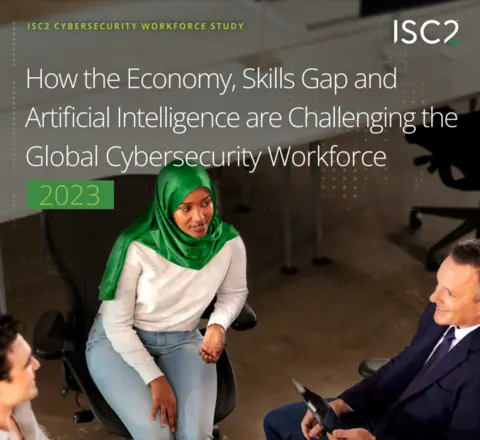 ISC2 CYBERSECURITY WORKFORCE STUDY
ISC2
How the Economy, Skills Gap and
Artificial Intelligence are Challenging the
Global Cybersecurity Workforce
2023